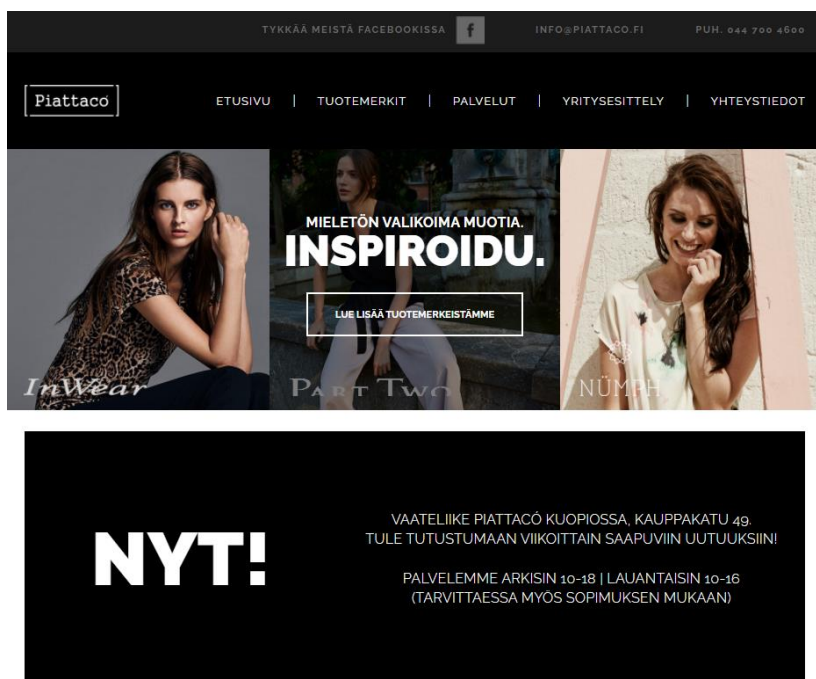 TYKKÄÄ MEISTÄ FACEBOOKISSA f INFO@PIATTACO.FI PUH. 044 700 4600
Piattacó ETUSIVU | TUOTEMERKIT | PALVELUT | YRITYSESITTELY | YHTEYSTIEDOT
MIELETÖN VALIKOIMA MUOTIA.
INSPIROIDU.
LUE LISÄÄ TUOTEMERKEISTÄMME
InWear PART TWO NÜMPH
NYT!
VAATELIIKE PIATTACÓ KUOPIOSSA, KAUPPAKATU 49.
TULE TUTUSTUMAAN VIIKOITTAIN SAAPUVIIN UUTUUKSIIN!
PALVELEMME ARKISIN 10-18 | LAUANTAISIN 10-16
(TARVITTAESSA MYÖS SOPIMUKSEN MUKAAN)